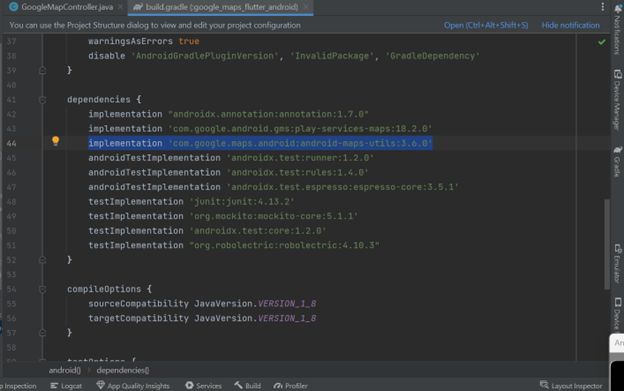 GoogleMapController.java
build.gradle (:google_maps_flutter_android)
You can use the Project Structure dialog to view and edit your project configuration
Open (Ctrl+Alt+Shift+S)
Hide notification
37 warningsAsErrors true
38 disable 'AndroidGradlePluginVersion', 'InvalidPackage', 'GradleDependency'
39 }
40
41 dependencies {
42 implementation "androidx.annotation:annotation:1.7.0"
43 implementation 'com.google.android.gms:play-services-maps:18.2.0'
44 implementation 'com.google.maps.android:android-maps-utils:3.6.0'
45 androidTestImplementation 'androidx.test:runner:1.2.0'
46 androidTestImplementation 'androidx.test:rules:1.4.0'
47 androidTestImplementation 'androidx.test.espresso:espresso-core:3.5.1'
48 testImplementation 'junit:junit:4.13.2'
49 testImplementation 'org.mockito:mockito-core:5.1.1'
50 testImplementation 'androidx.test:core:1.2.0'
51 testImplementation "org.robolectric:robolectric:4.10.3"
52 }
53
54 compileOptions {
55 sourceCompatibility JavaVersion.VERSION_1_8
56 targetCompatibility JavaVersion.VERSION_1_8
57 }
58
android{} › dependencies{}
Inspection
Logcat
App Quality Insights
Services
Build
Profiler
Layout Inspector
Notifications
Device Manager
Gradle
Emulator
Device
An